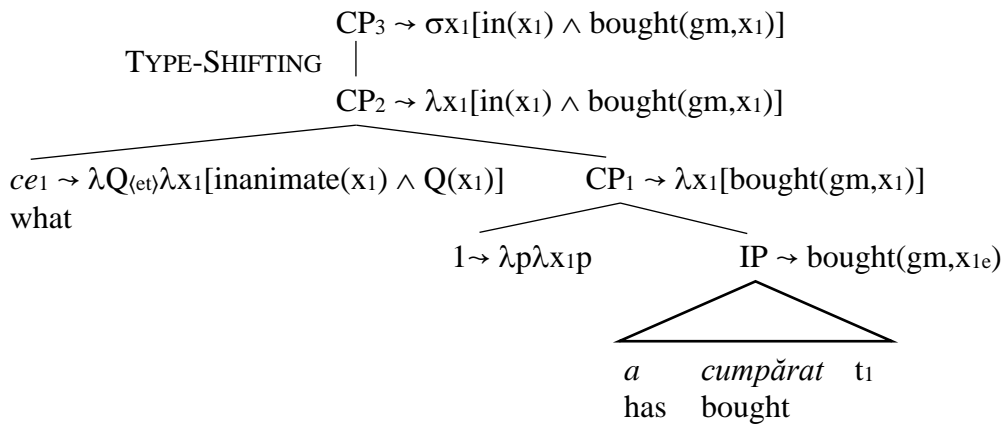 CP₃ → σx₁[in(x₁) ∧ bought(gm,x₁)]
TYPE-SHIFTING
CP₂ → λx₁[in(x₁) ∧ bought(gm,x₁)]
ce₁ → λQ⟨et⟩λx₁[inanimate(x₁) ∧ Q(x₁)] CP₁ → λx₁[bought(gm,x₁)]
what
1→ λpλx₁p IP → bought(gm,x₁ₑ)
a cumpărat t₁
has bought